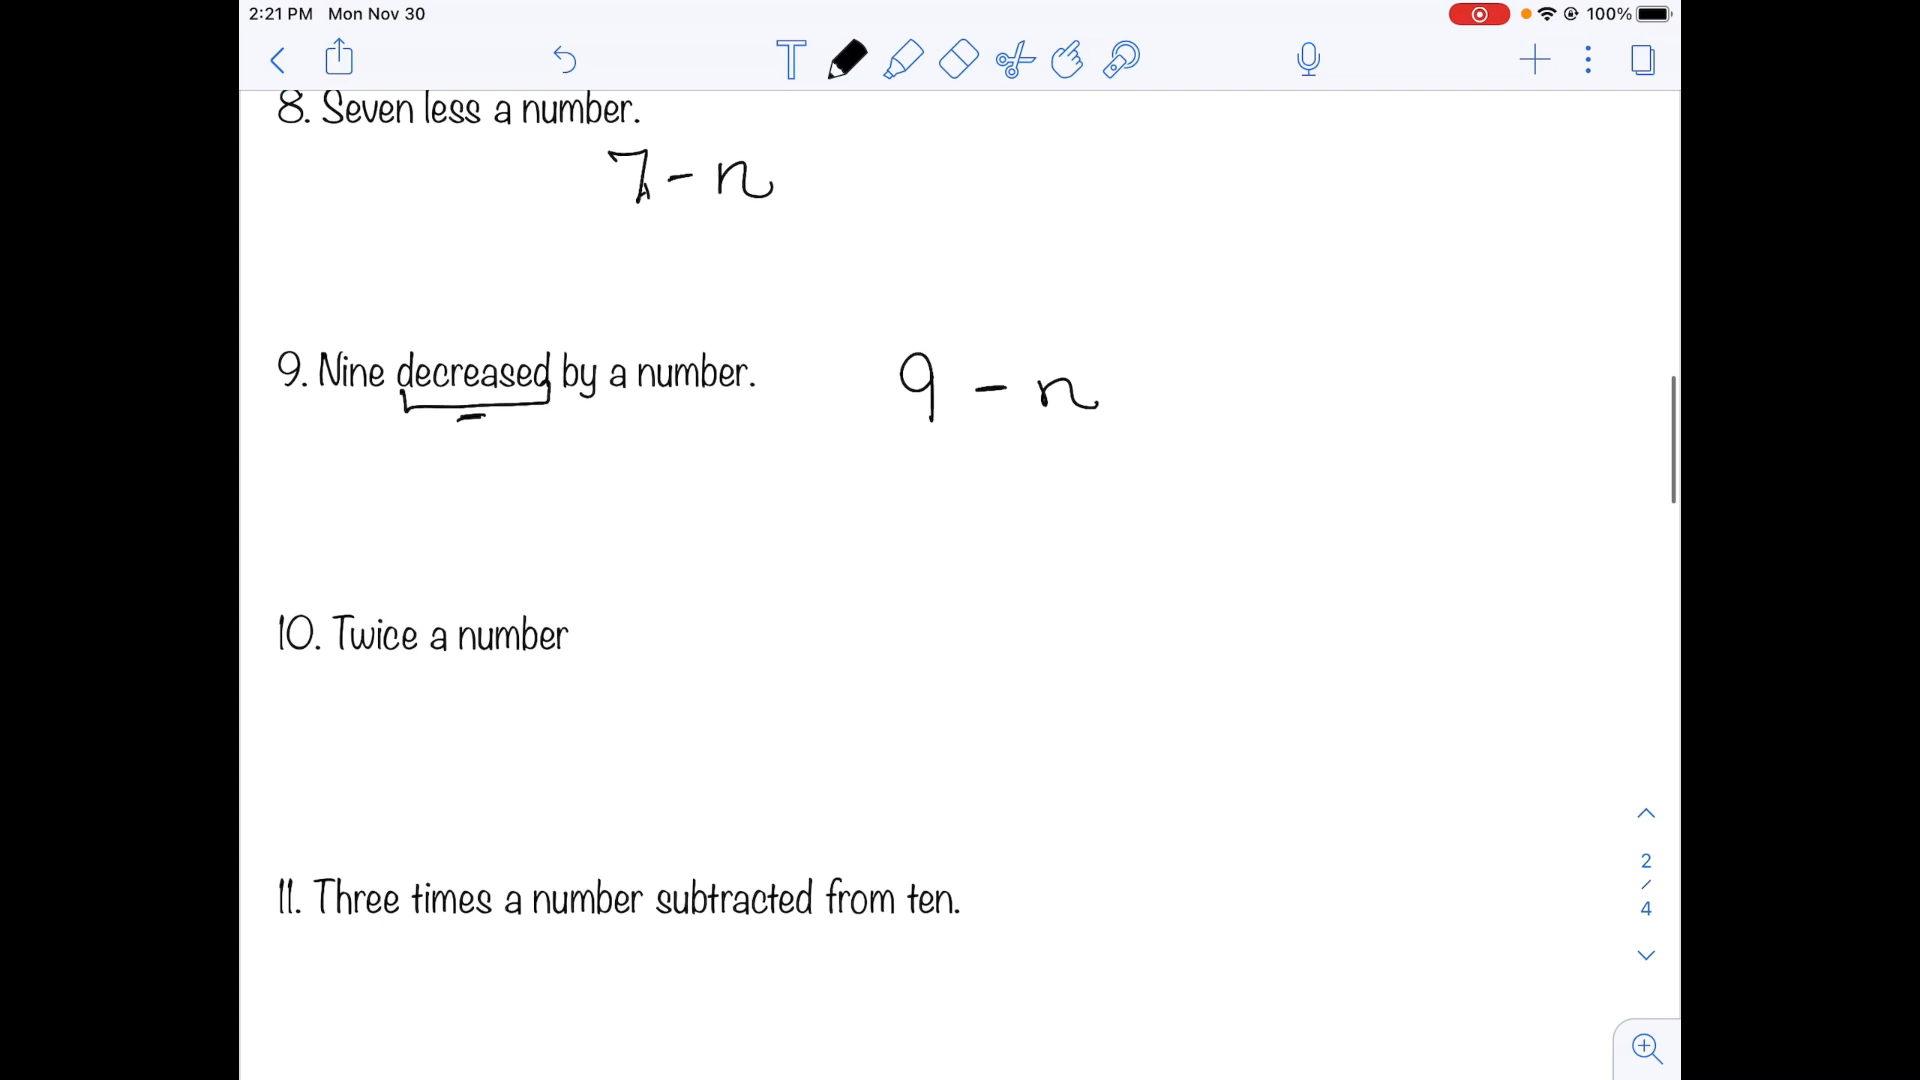 2:21 PM Mon Nov 30
100%
8. Seven less a number.
7 - n
9. Nine decreased by a number.
9 - n
10. Twice a number
11. Three times a number subtracted from ten.
2
/
4